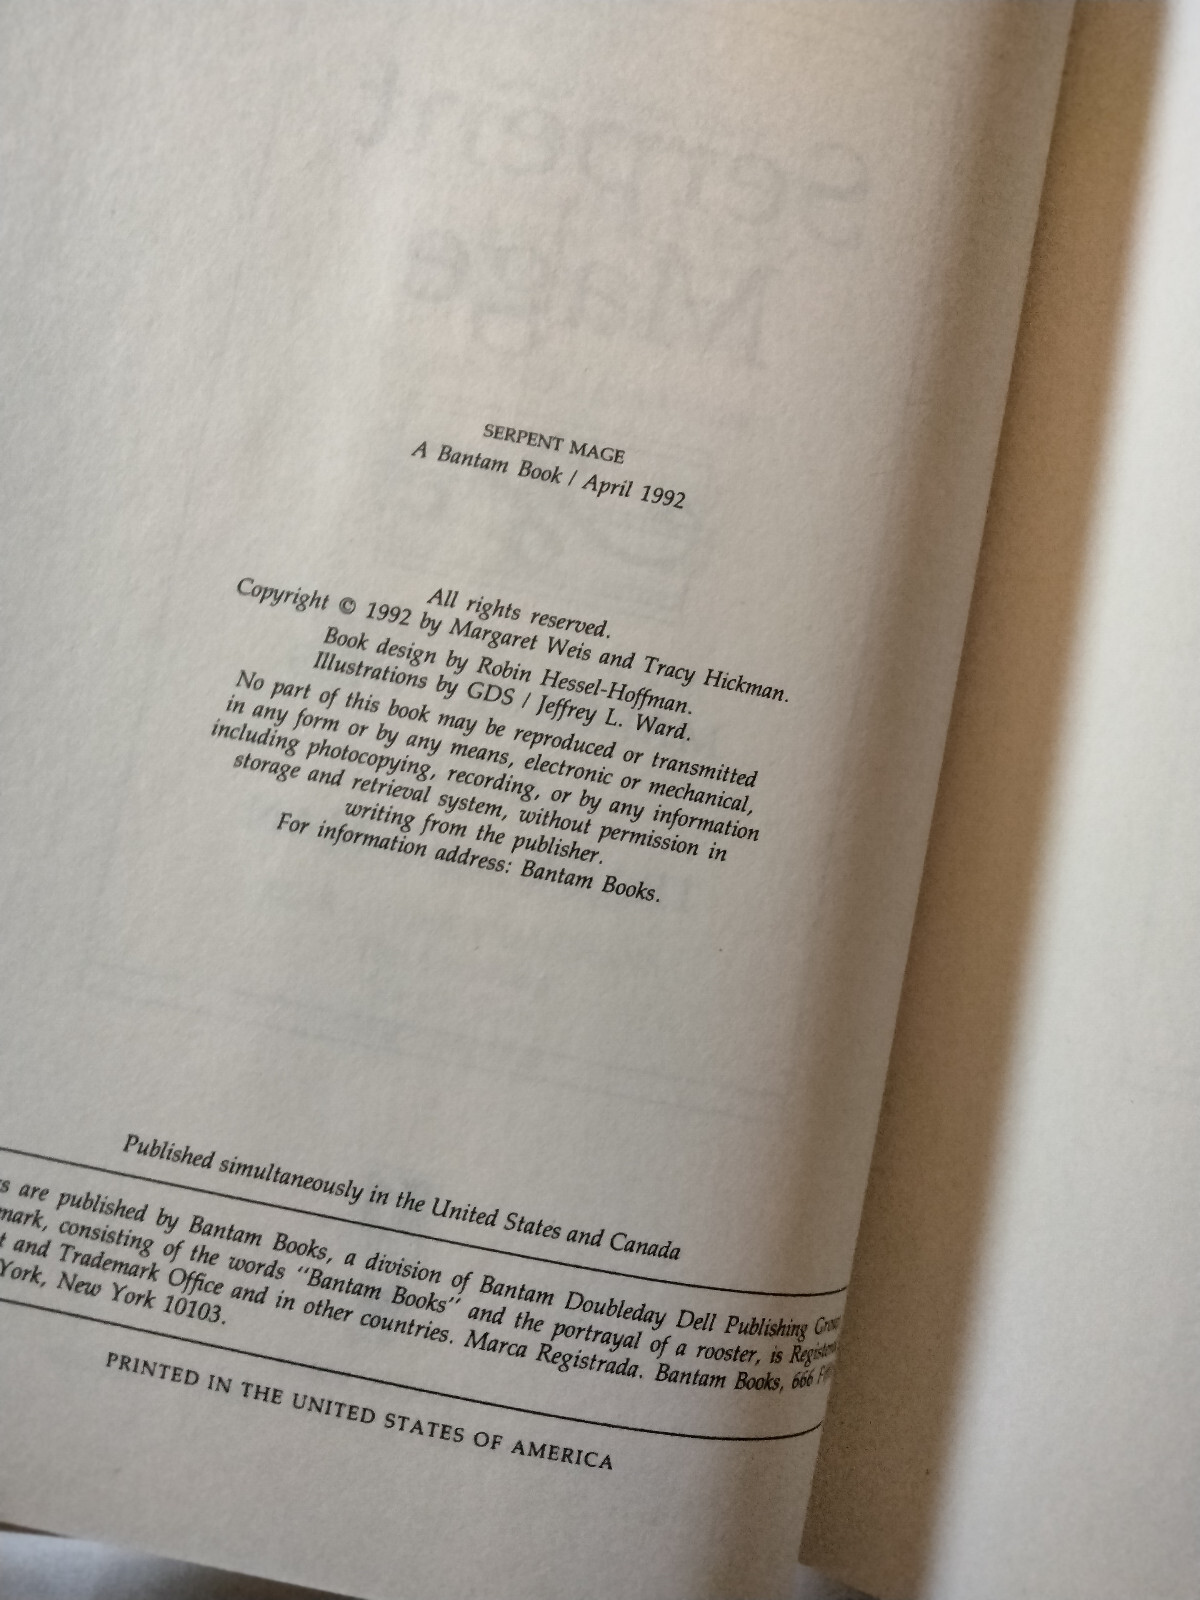 SERPENT MAGE
A Bantam Book / April 1992
All rights reserved.
Copyright © 1992 by Margaret Weis and Tracy Hickman.
Book design by Robin Hessel-Hoffman.
Illustrations by GDS / Jeffrey L. Ward.
No part of this book may be reproduced or transmitted
in any form or by any means, electronic or mechanical,
including photocopying, recording, or by any information
storage and retrieval system, without permission in
writing from the publisher.
For information address: Bantam Books.
Published simultaneously in the United States and Canada
are published by Bantam Books, a division of Bantam Doubleday Dell Publishing
mark, consisting of the words "Bantam Books" and the portrayal of a rooster, is
and Trademark Office and in other countries. Marca Registrada. Bantam Books, 666
York, New York 10103.
PRINTED IN THE UNITED STATES OF AMERICA